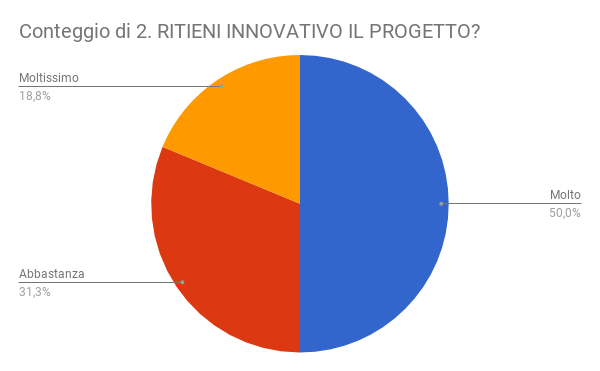 Conteggio di 2. RITIENI INNOVATIVO IL PROGETTO?
Moltissimo
18,8%
Molto
50,0%
Abbastanza
31,3%